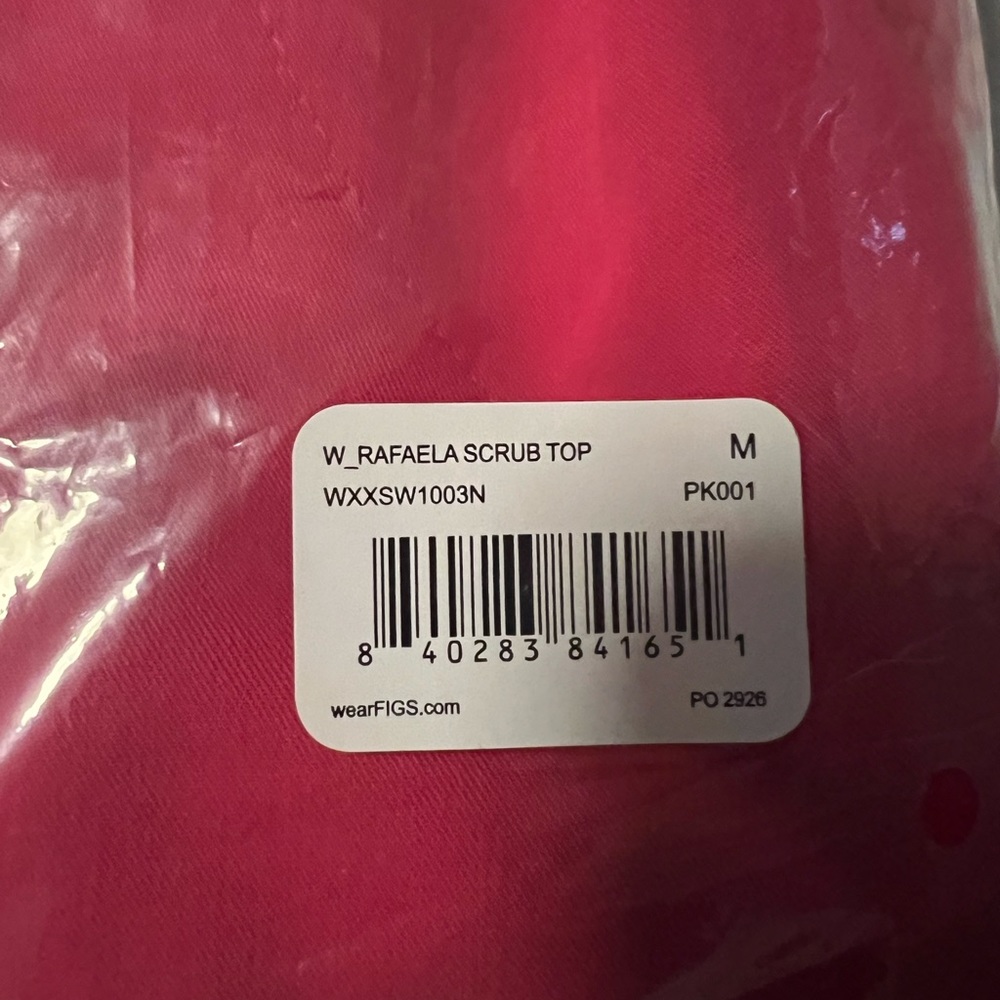 W_RAFAELA SCRUB TOP M
WXXSW1003N PK001
8 40283 84165 1
wearFIGS.com PO 2926